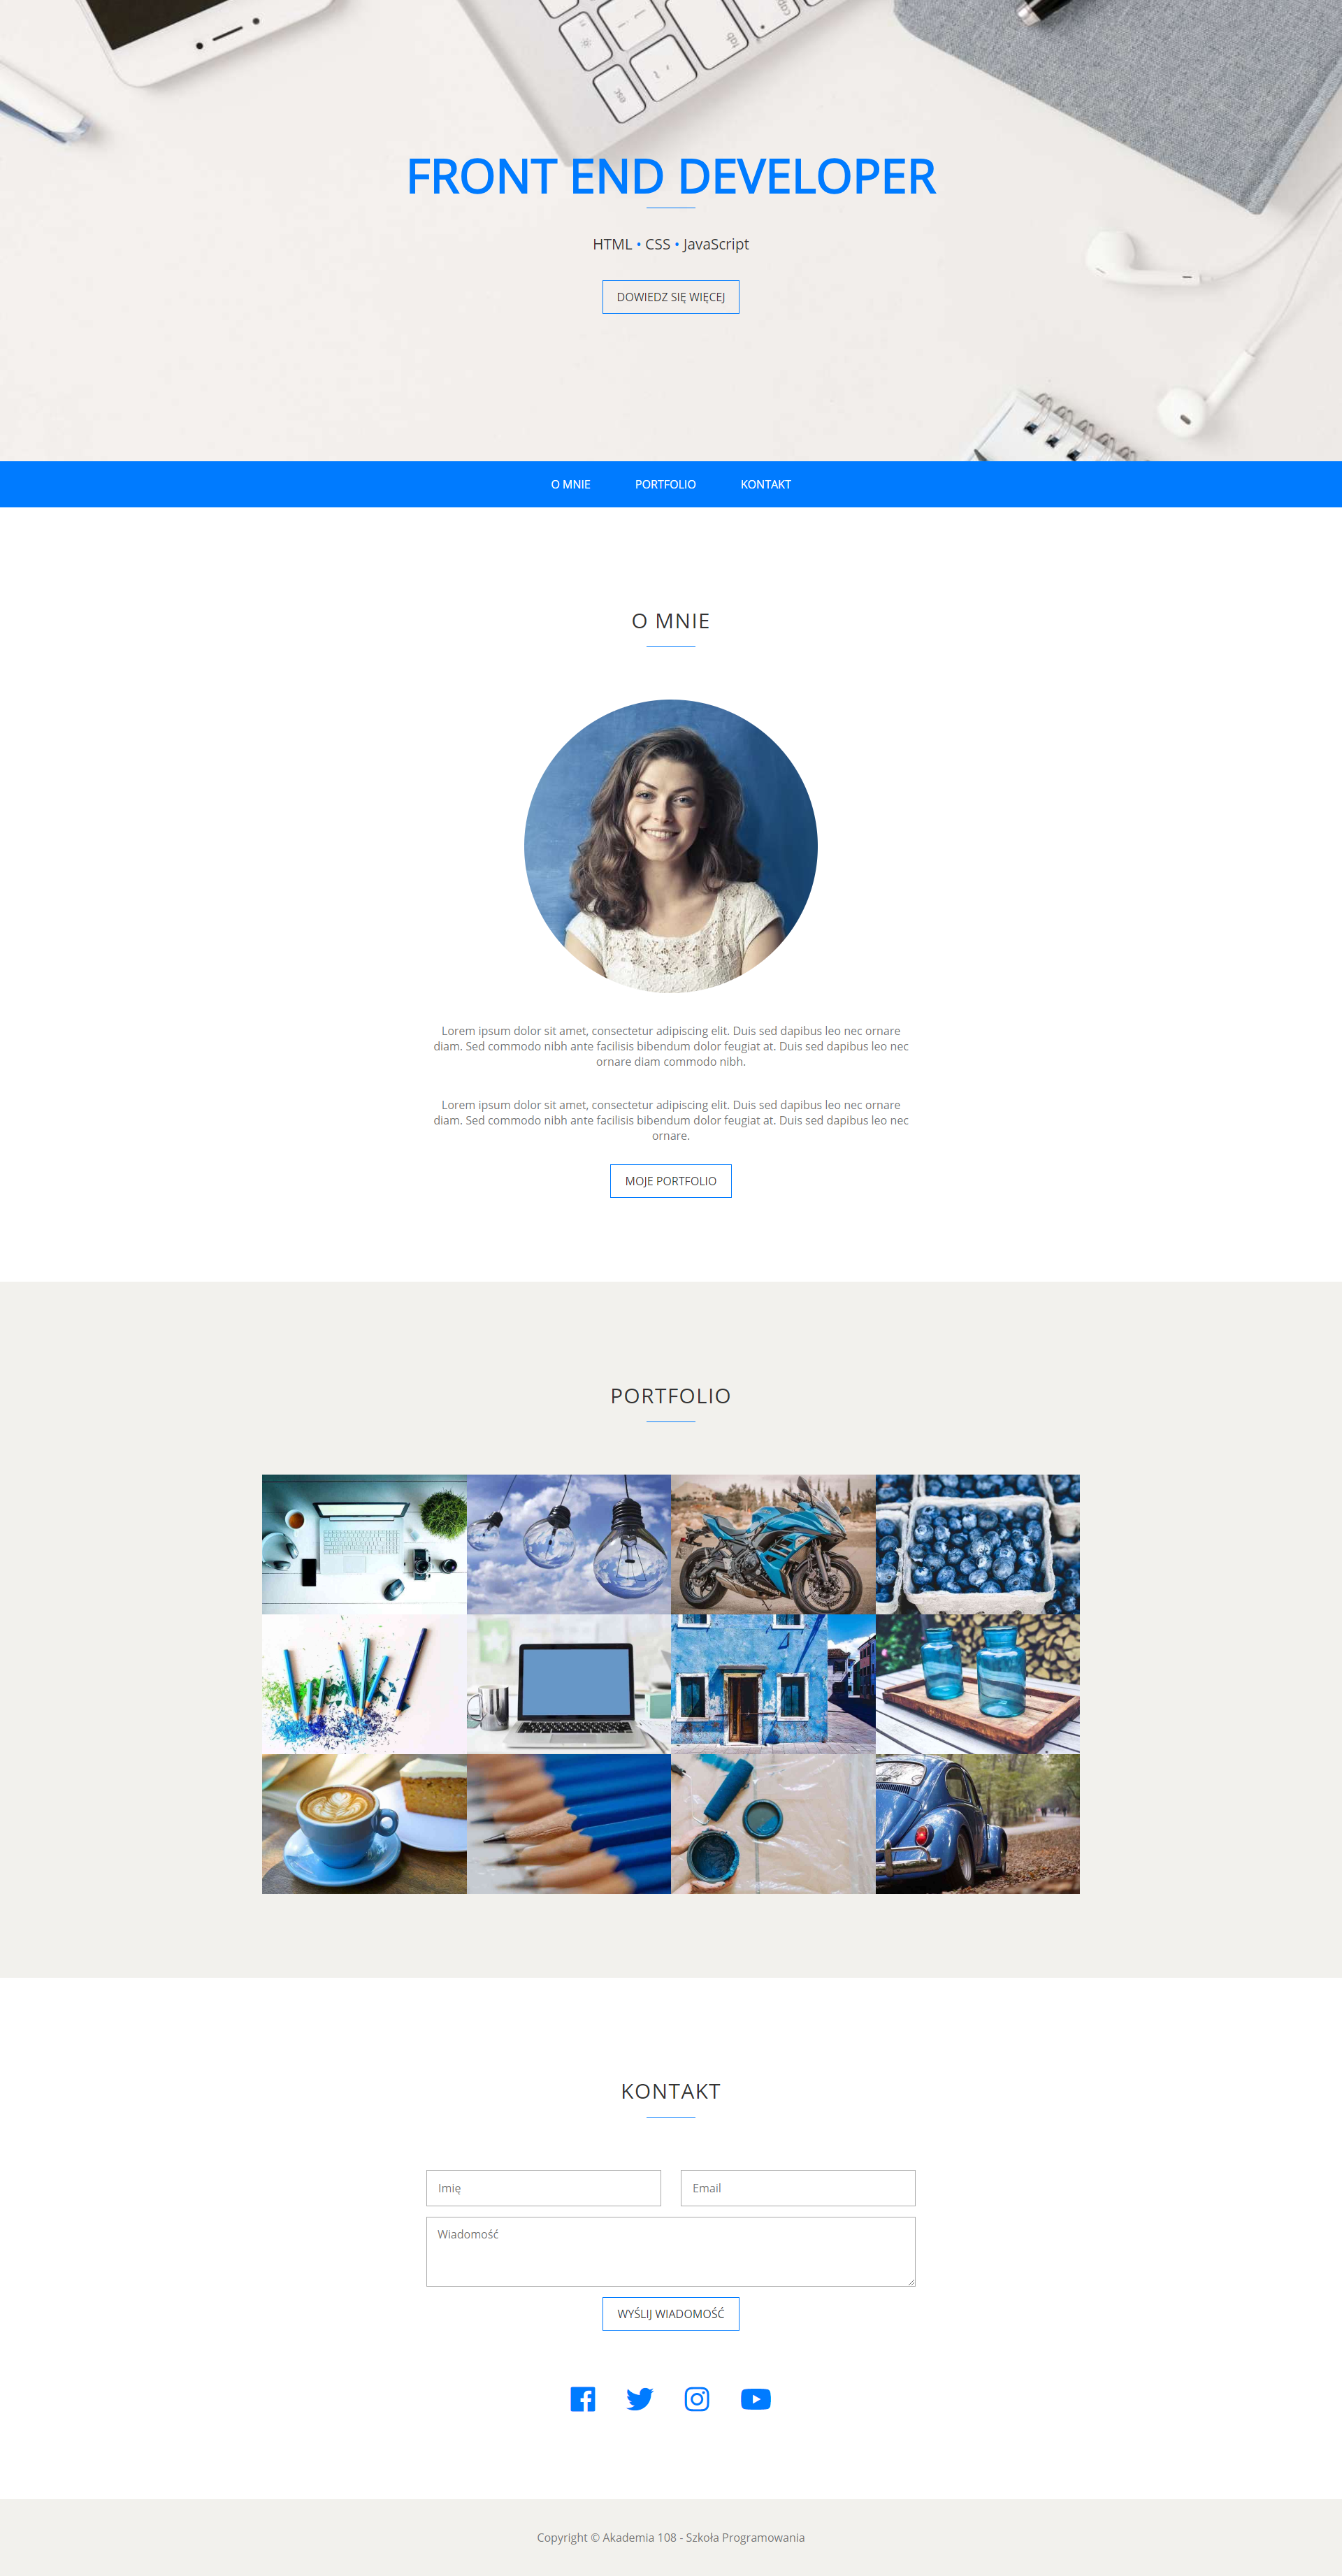 tab
esc
FRONT END DEVELOPER
HTML • CSS • JavaScript
DOWIEDZ SIĘ WIĘCEJ
O MNIE PORTFOLIO KONTAKT
O MNIE
Lorem ipsum dolor sit amet, consectetur adipiscing elit. Duis sed dapibus leo nec ornare
diam. Sed commodo nibh ante facilisis bibendum dolor feugiat at. Duis sed dapibus leo nec
ornare diam commodo nibh.
Lorem ipsum dolor sit amet, consectetur adipiscing elit. Duis sed dapibus leo nec ornare
diam. Sed commodo nibh ante facilisis bibendum dolor feugiat at. Duis sed dapibus leo nec
ornare.
MOJE PORTFOLIO
PORTFOLIO
KONTAKT
Imię Email
Wiadomość
WYŚLIJ WIADOMOŚĆ
Copyright © Akademia 108 - Szkoła Programowania